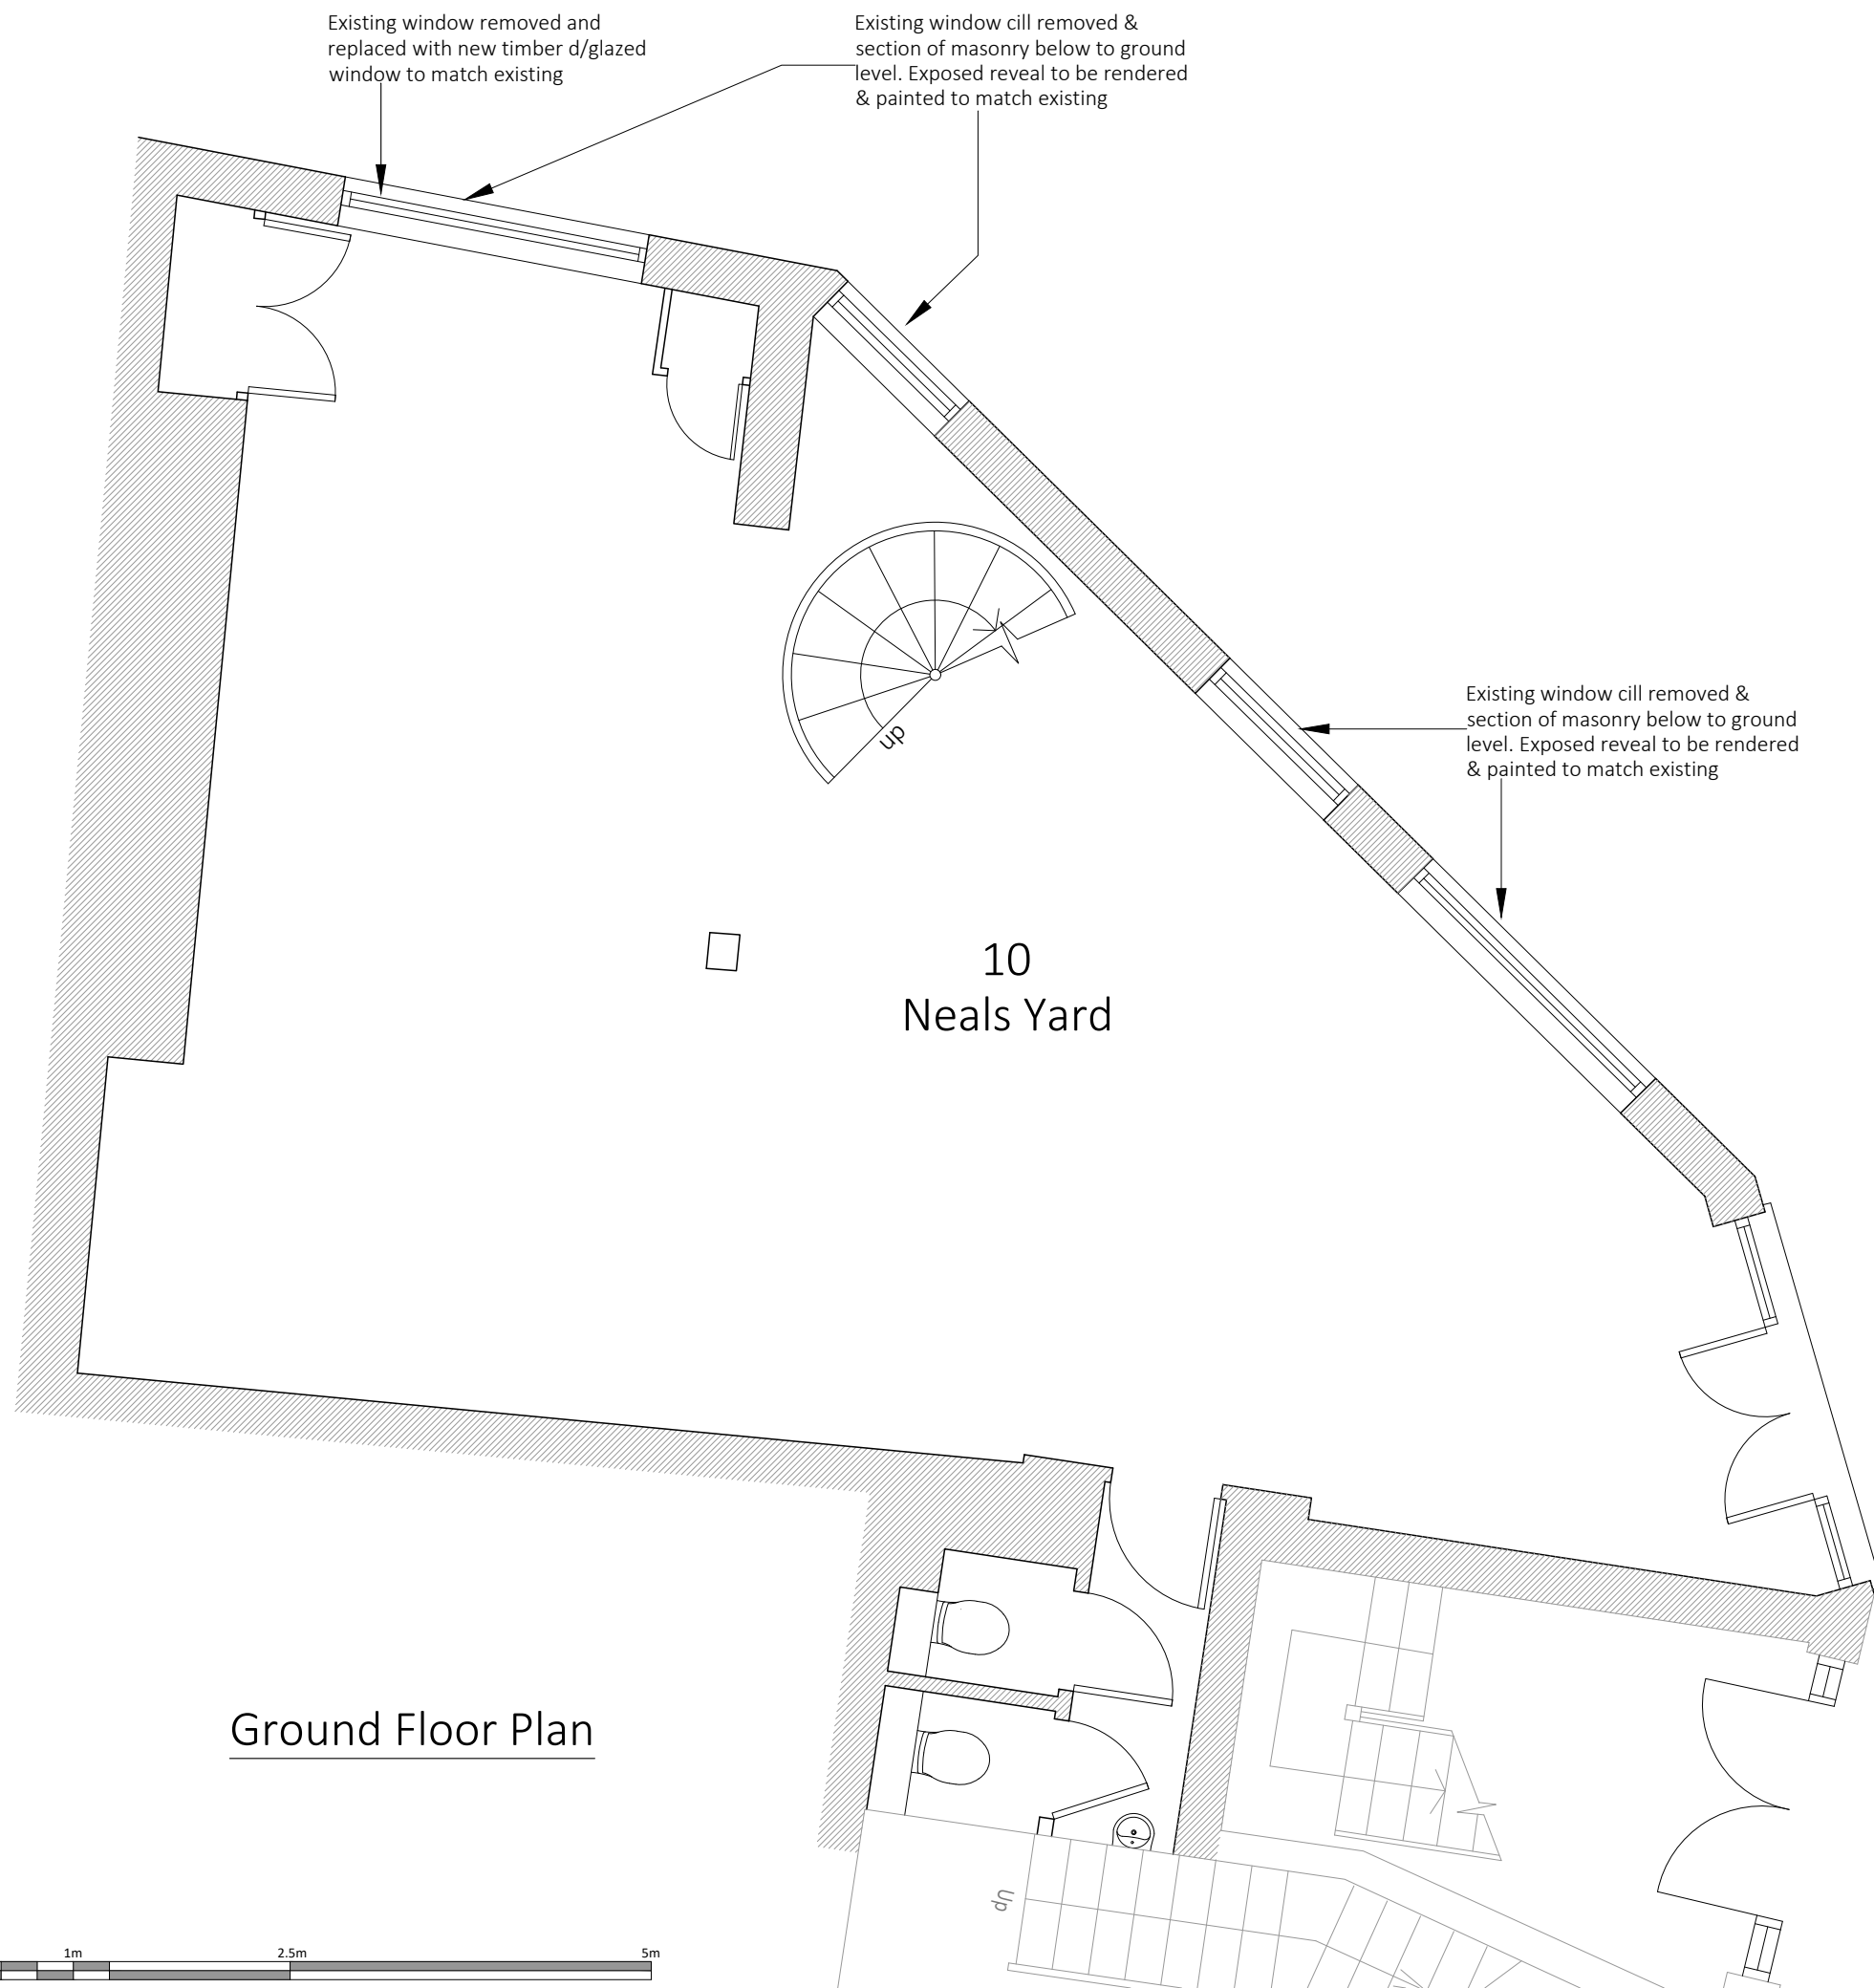 Existing window removed and
replaced with new timber d/glazed
window to match existing
Existing window cill removed &
section of masonry below to ground
level. Exposed reveal to be rendered
& painted to match existing
Existing window cill removed &
section of masonry below to ground
level. Exposed reveal to be rendered
& painted to match existing
up
10
Neals Yard
Ground Floor Plan
Up
1m 2.5m 5m